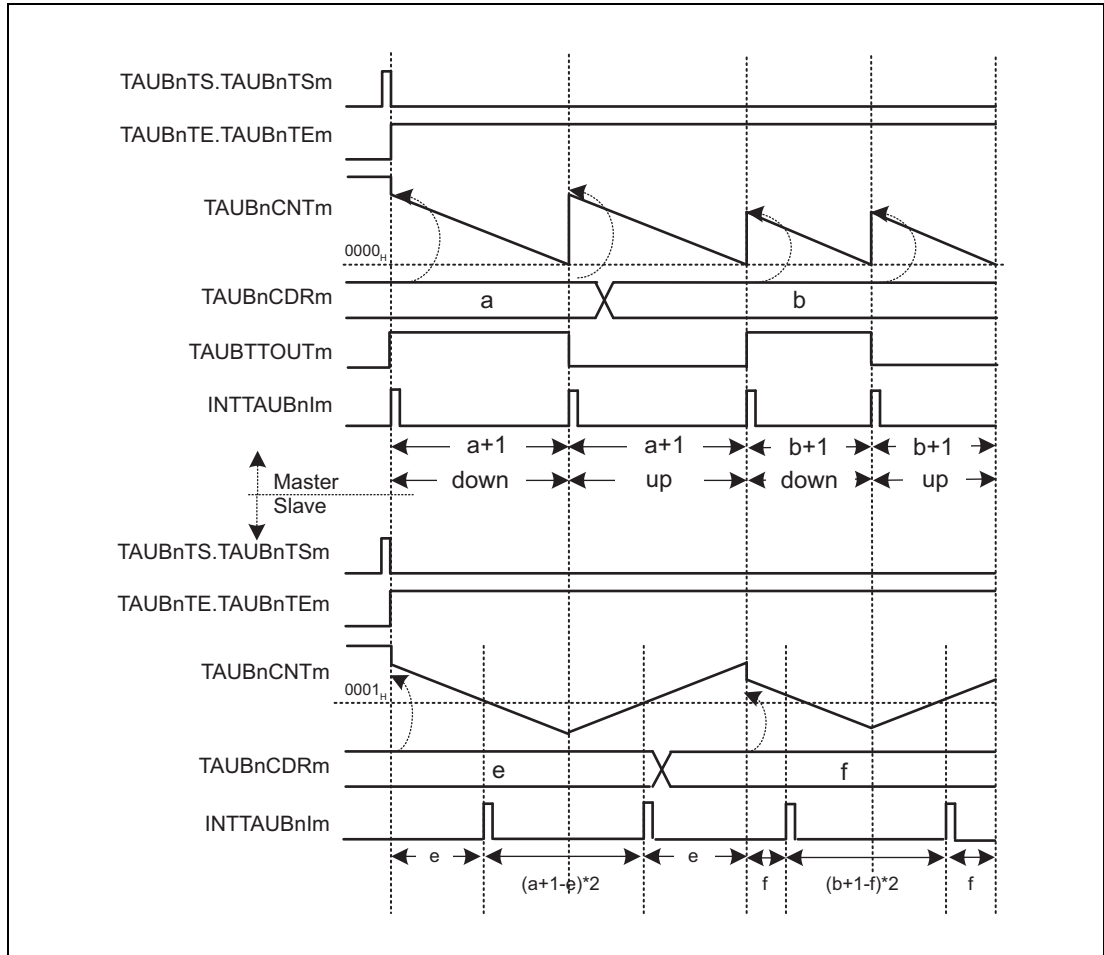 TAUBnTS.TAUBnTSm
TAUBnTE.TAUBnTEm
TAUBnCNTm
0000H
TAUBnCDRm
a
b
TAUBTTOUTm
INTTAUBnIm
a+1
a+1
b+1
b+1
down
up
down
up
Master
Slave
TAUBnTS.TAUBnTSm
TAUBnTE.TAUBnTEm
TAUBnCNTm
0001H
TAUBnCDRm
e
f
INTTAUBnIm
e
(a+1-e)*2
e
f
(b+1-f)*2
f